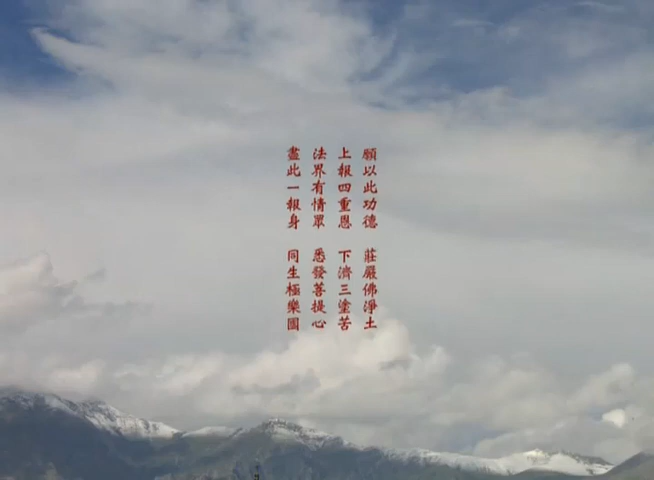 願以此功德 莊嚴佛淨土
上報四重恩 下濟三塗苦
法界有情眾 悉發菩提心
盡此一報身 同生極樂國